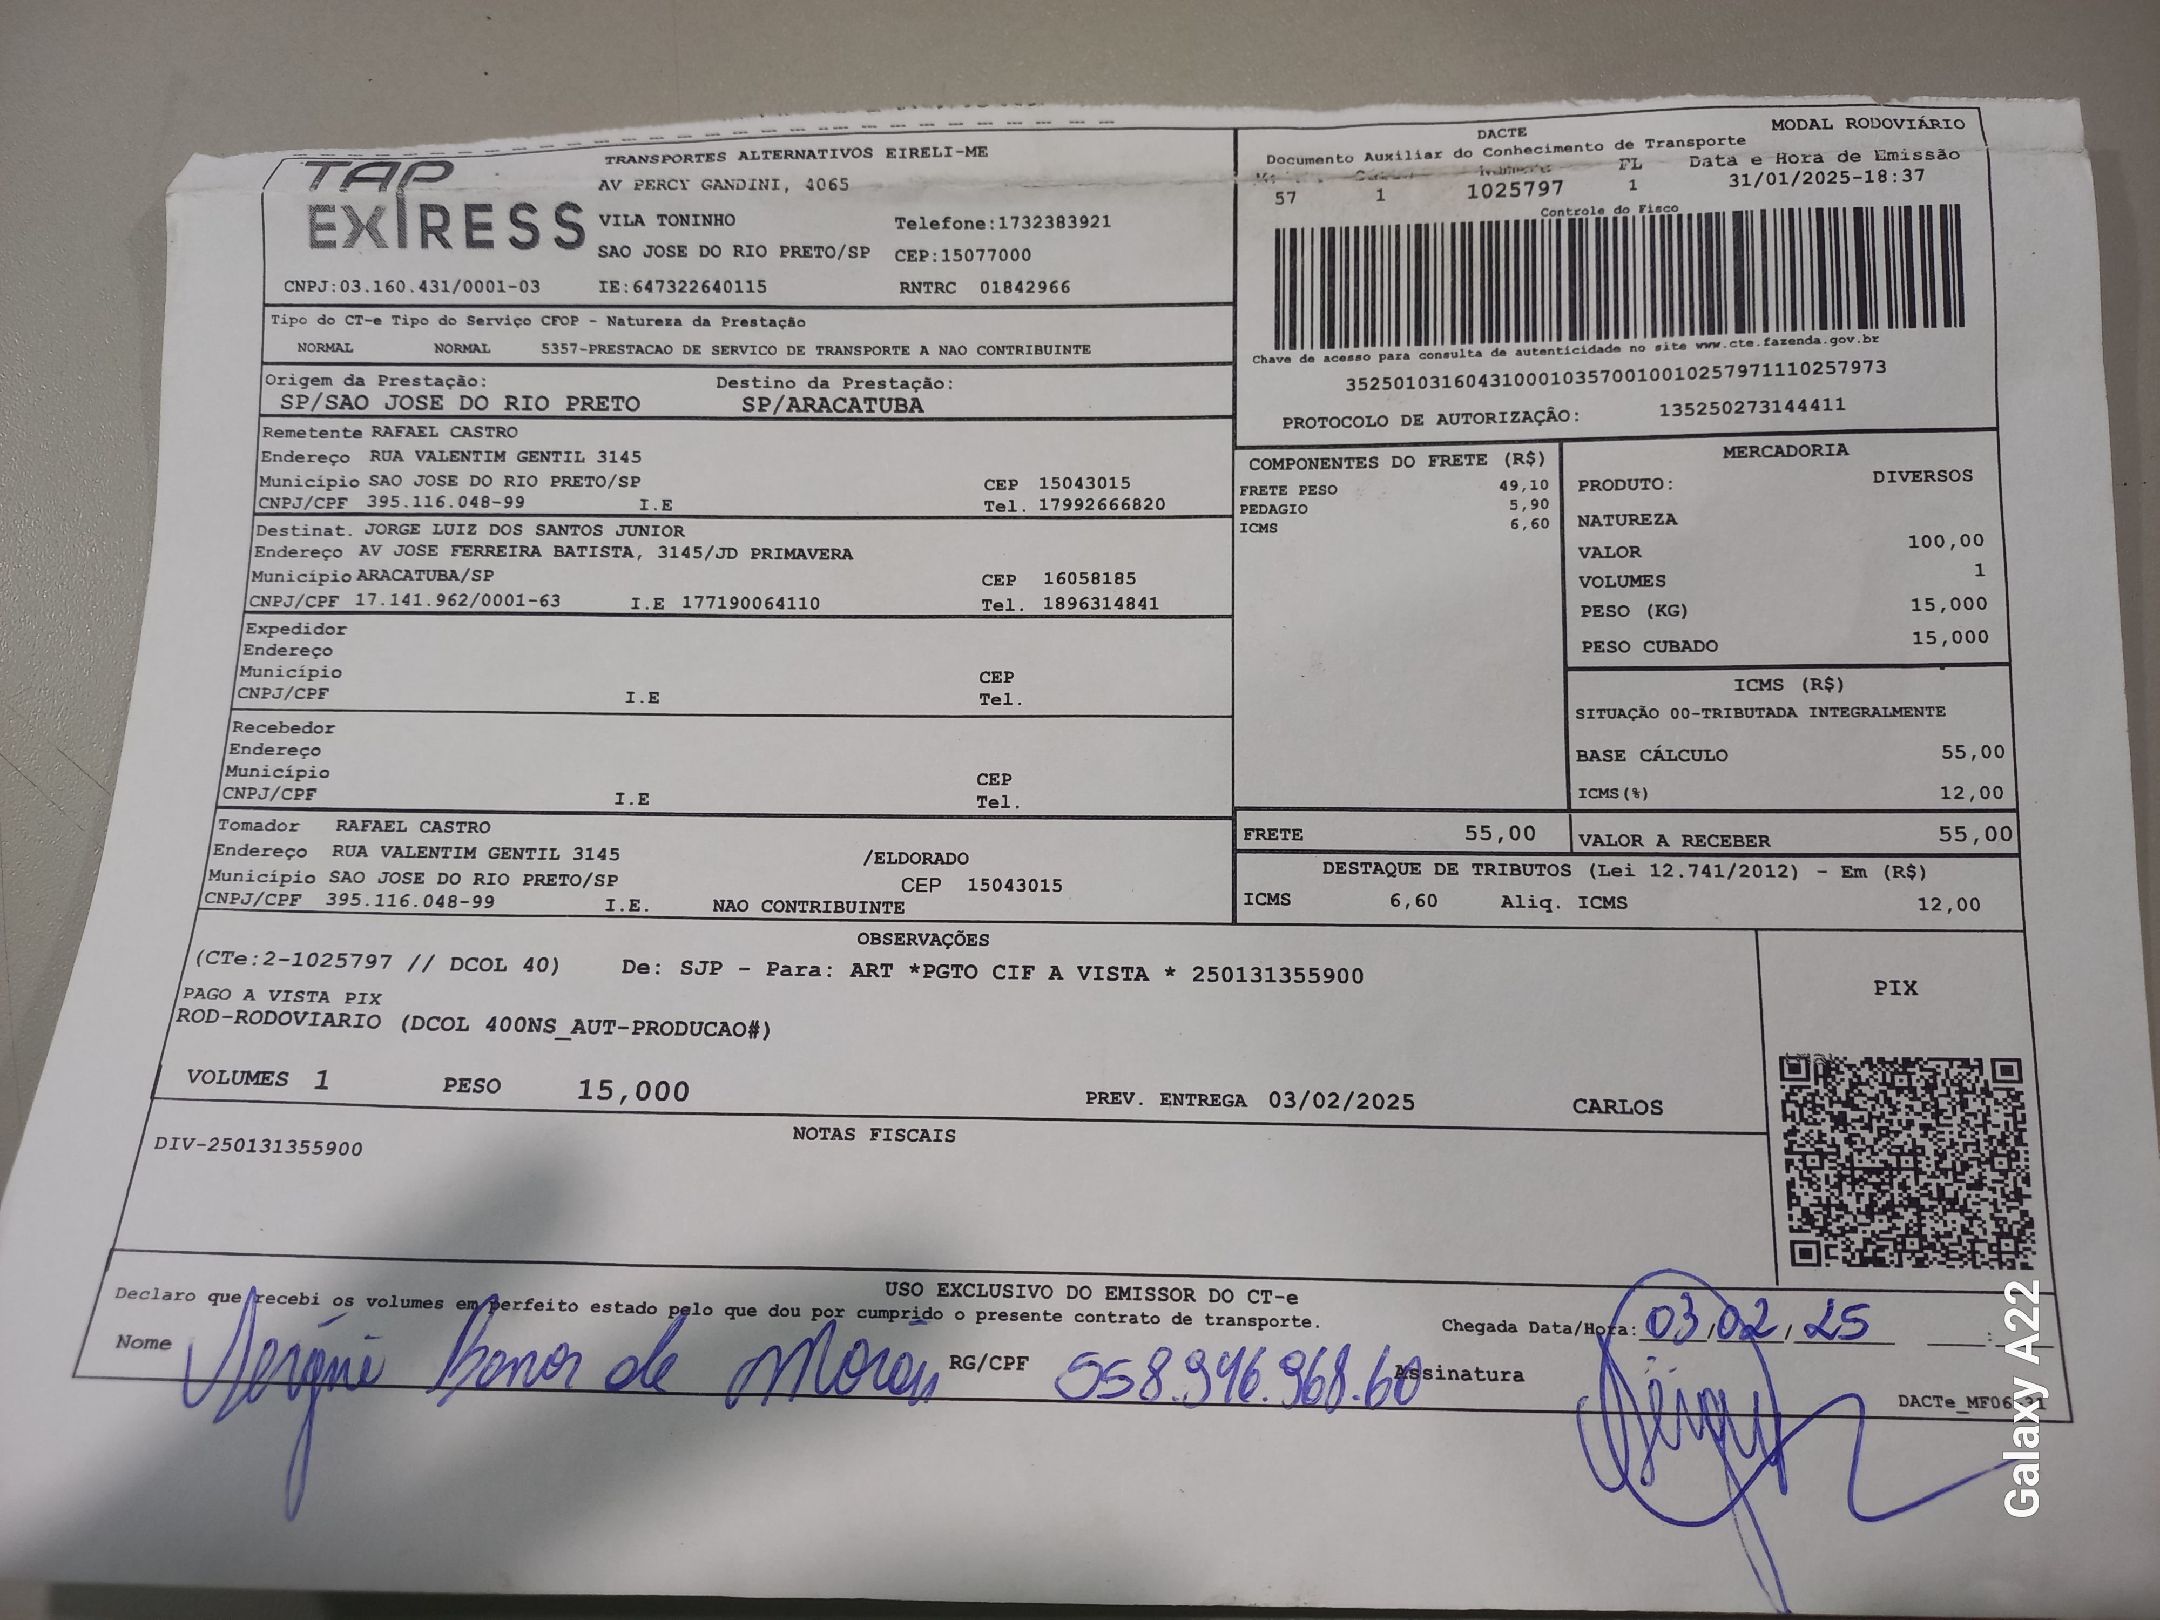 MODAL RODOVIÁRIO
DACTE
Documento Auxiliar do Conhecimento de Transporte
FL Data e Hora de Emissão
57 1 1025797 1 31/01/2025-18:37
Controle do Fisco
Chave de acesso para consulta de autenticidade no site www.cte.fazenda.gov.br
35250103160431000103570010010257971110257973
PROTOCOLO DE AUTORIZAÇÃO: 135250273144411
TAP EXPRESS
TRANSPORTES ALTERNATIVOS EIRELI-ME
AV PERCY GANDINI, 4065
VILA TONINHO Telefone:1732383921
SAO JOSE DO RIO PRETO/SP CEP:15077000
CNPJ:03.160.431/0001-03 IE:647322640115 RNTRC 01842966
Tipo do CT-e Tipo do Serviço CFOP - Natureza da Prestação
NORMAL NORMAL 5357-PRESTACAO DE SERVICO DE TRANSPORTE A NAO CONTRIBUINTE
Origem da Prestação: Destino da Prestação:
SP/SAO JOSE DO RIO PRETO SP/ARACATUBA
Remetente RAFAEL CASTRO
Endereço RUA VALENTIM GENTIL 3145
Município SAO JOSE DO RIO PRETO/SP CEP 15043015
CNPJ/CPF 395.116.048-99 I.E Tel. 17992666820
Destinat. JORGE LUIZ DOS SANTOS JUNIOR
Endereço AV JOSE FERREIRA BATISTA, 3145/JD PRIMAVERA
Município ARACATUBA/SP CEP 16058185
CNPJ/CPF 17.141.962/0001-63 I.E 177190064110 Tel. 1896314841
Expedidor
Endereço
Município CEP
CNPJ/CPF I.E Tel.
Recebedor
Endereço
Município CEP
CNPJ/CPF I.E Tel.
Tomador RAFAEL CASTRO
Endereço RUA VALENTIM GENTIL 3145 /ELDORADO
Município SAO JOSE DO RIO PRETO/SP CEP 15043015
CNPJ/CPF 395.116.048-99 I.E. NAO CONTRIBUINTE
COMPONENTES DO FRETE (R$)
FRETE PESO 49,10
PEDAGIO 5,90
ICMS 6,60
MERCADORIA
PRODUTO: DIVERSOS
NATUREZA
VALOR 100,00
VOLUMES 1
PESO (KG) 15,000
PESO CUBADO 15,000
ICMS (R$)
SITUAÇÃO 00-TRIBUTADA INTEGRALMENTE
BASE CÁLCULO 55,00
ICMS(%) 12,00
FRETE 55,00 VALOR A RECEBER 55,00
DESTAQUE DE TRIBUTOS (Lei 12.741/2012) - Em (R$)
ICMS 6,60 Aliq. ICMS 12,00
OBSERVAÇÕES
(CTe:2-1025797 // DCOL 40) De: SJP - Para: ART *PGTO CIF A VISTA * 250131355900
PAGO A VISTA PIX
ROD-RODOVIARIO (DCOL 400NS_AUT-PRODUCAO#)
VOLUMES 1 PESO 15,000 PREV. ENTREGA 03/02/2025 CARLOS
PIX
NOTAS FISCAIS
DIV-250131355900
USO EXCLUSIVO DO EMISSOR DO CT-e
Declaro que recebi os volumes em perfeito estado pelo que dou por cumprido o presente contrato de transporte.
Chegada Data/Hora: 03/02/25 :
Nome de RG/CPF 558.946.968.60 Assinatura
Galaxy A22